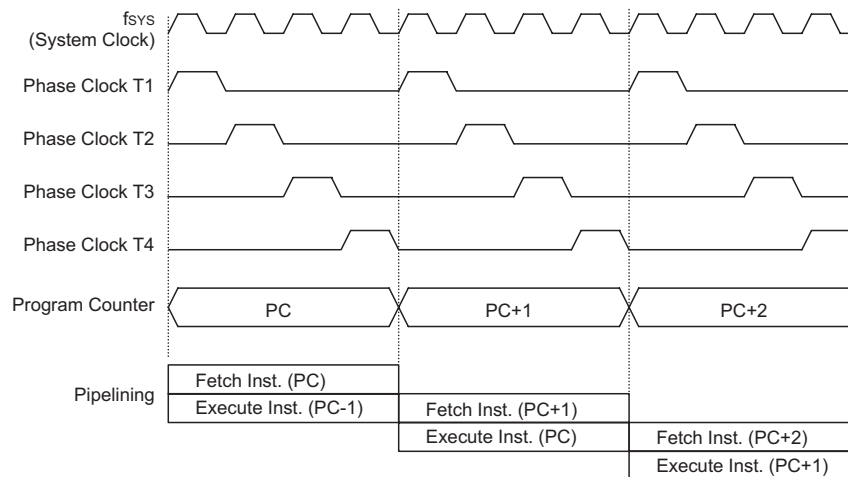 fSYS
(System Clock)
Phase Clock T1
Phase Clock T2
Phase Clock T3
Phase Clock T4
Program Counter
PC
PC+1
PC+2
Pipelining
Fetch Inst. (PC)
Execute Inst. (PC-1)
Fetch Inst. (PC+1)
Execute Inst. (PC)
Fetch Inst. (PC+2)
Execute Inst. (PC+1)